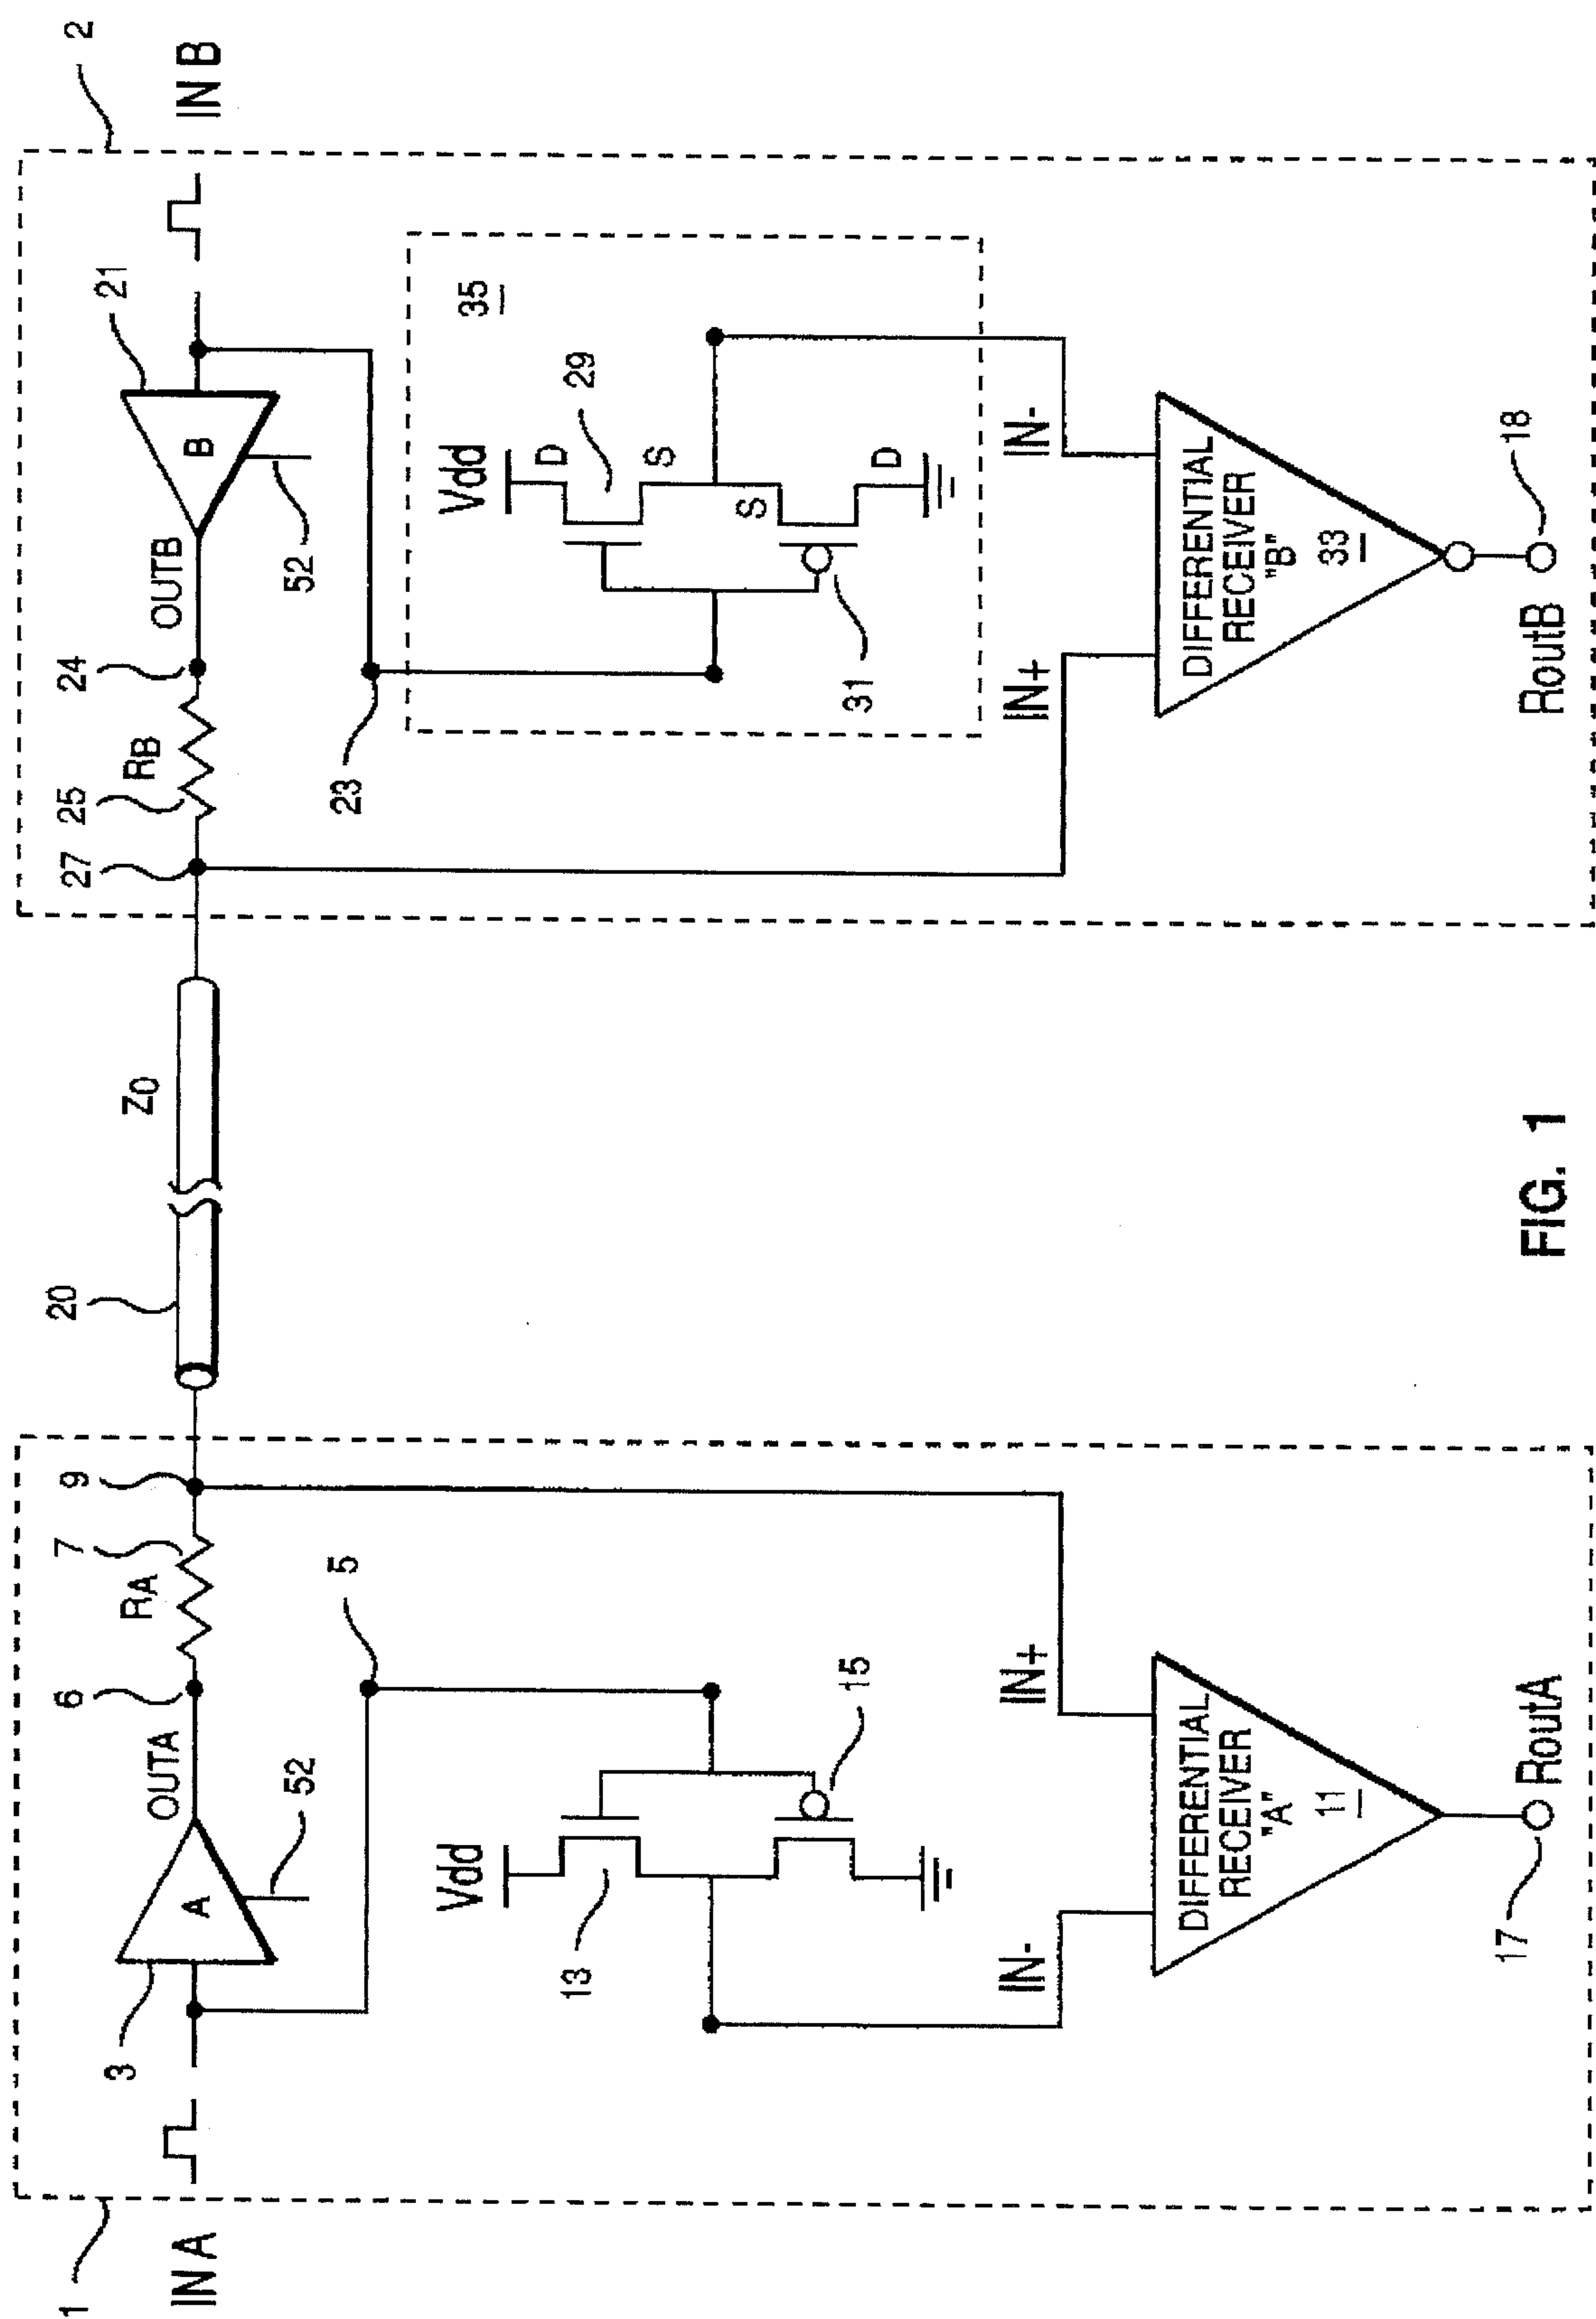 1
IN A
3
A
52
OUTA
6
RA
7
9
5
Vdd
13
15
IN-
IN+
DIFFERENTIAL
RECEIVER
"A"
11
17
RoutA
20
Z0
2
IN B
21
B
52
OUTB
24
RB
25
27
23
35
Vdd
D
S
29
S
D
31
IN+
IN-
DIFFERENTIAL
RECEIVER
"B"
33
RoutB
18
FIG. 1